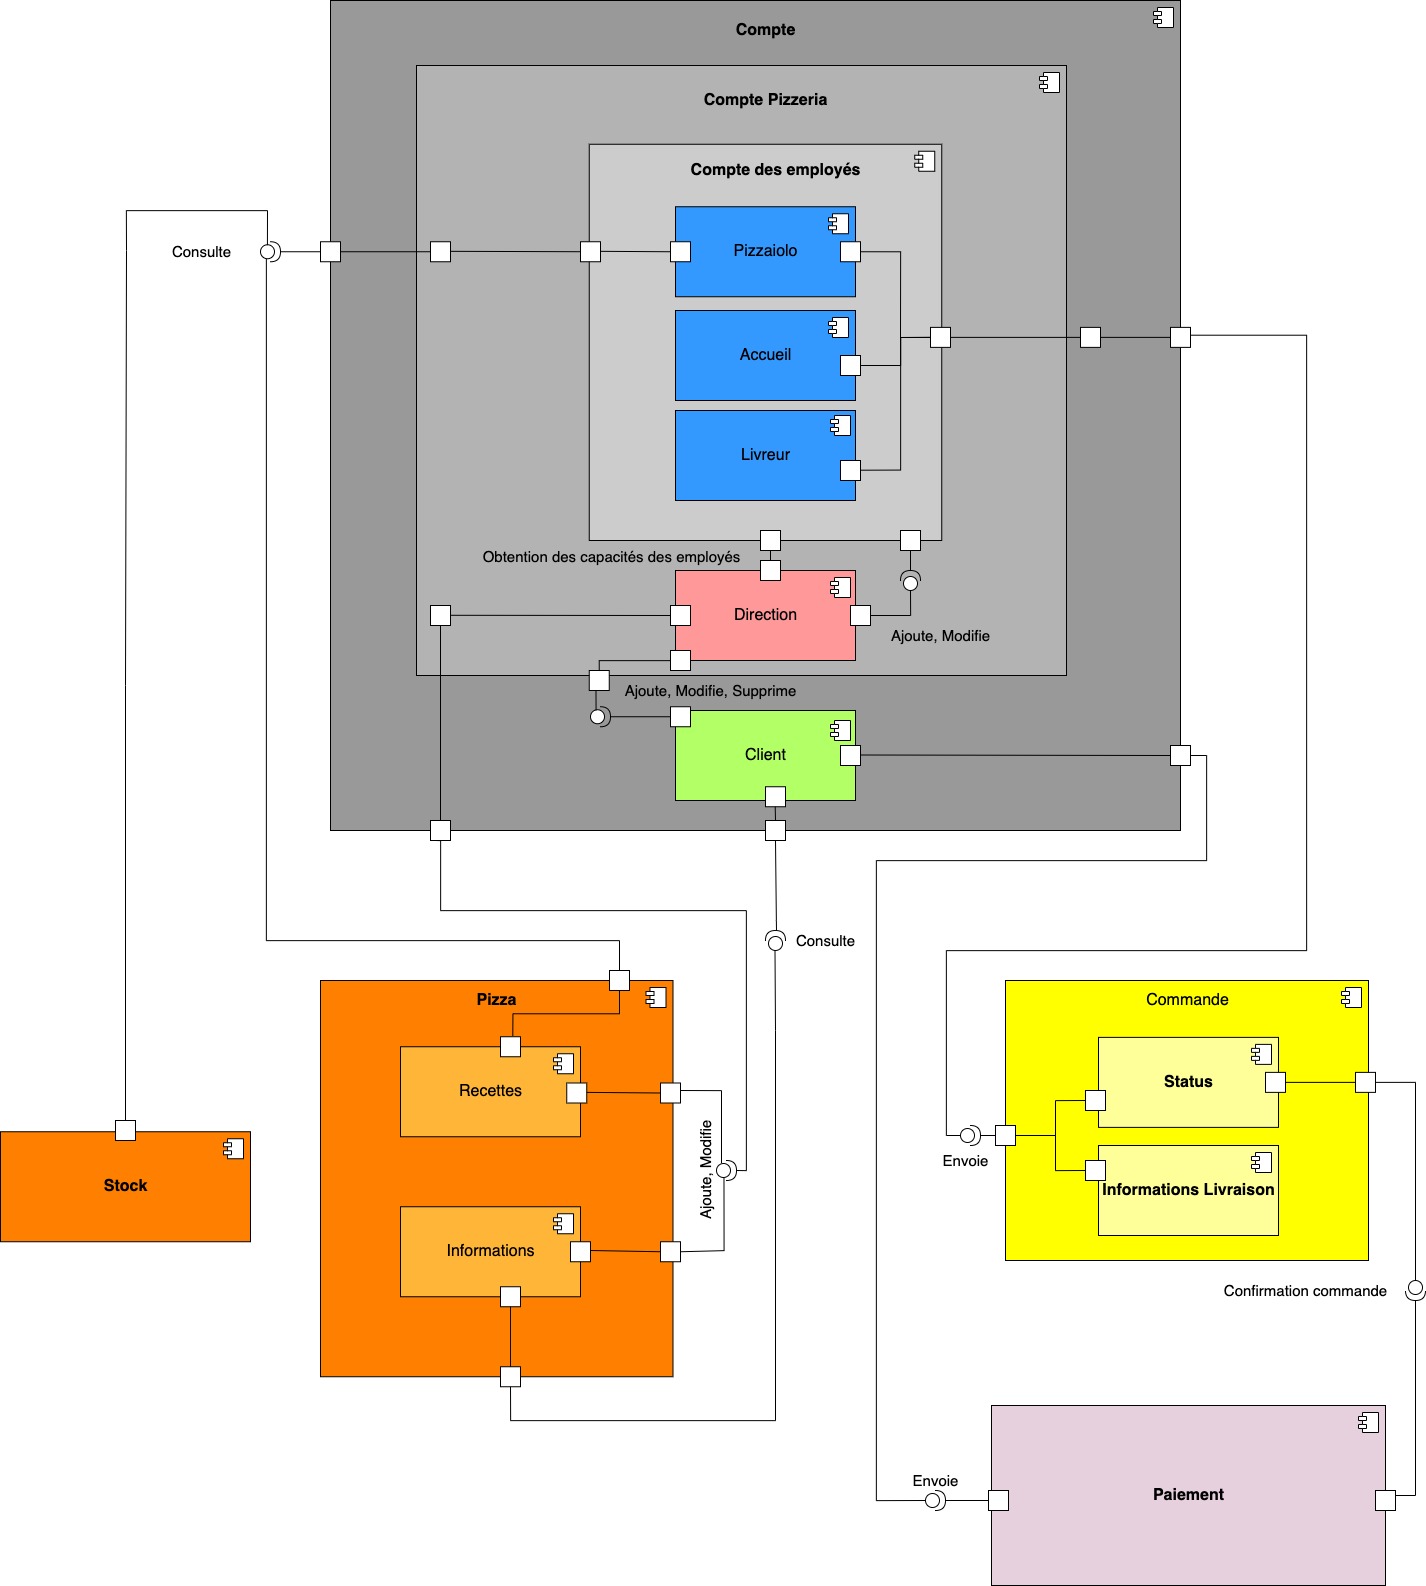 Compte
Compte Pizzeria
Compte des employés
Pizzaiolo
Consulte
Accueil
Livreur
Obtention des capacités des employés
Direction
Ajoute, Modifie
Ajoute, Modifie, Supprime
Client
Consulte
Pizza
Commande
Status
Recettes
Ajoute, Modifie
Envoie
Stock
Informations Livraison
Informations
Confirmation commande
Envoie
Paiement